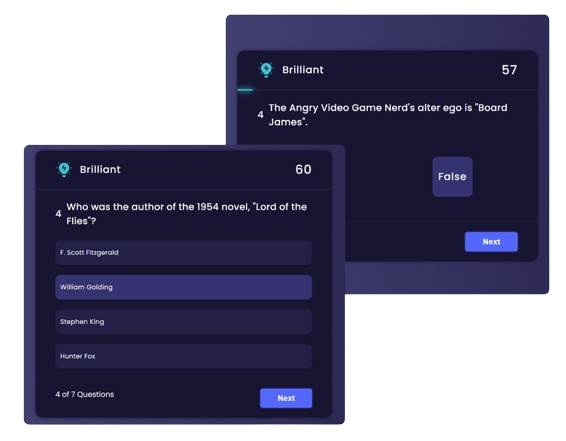 Brilliant
57
4 The Angry Video Game Nerd's alter ego is "Board
James".
False
Next
Brilliant
60
4 Who was the author of the 1954 novel, "Lord of the
Flies"?
F. Scott Fitzgerald
William Golding
Stephen King
Hunter Fox
4 of 7 Questions
Next